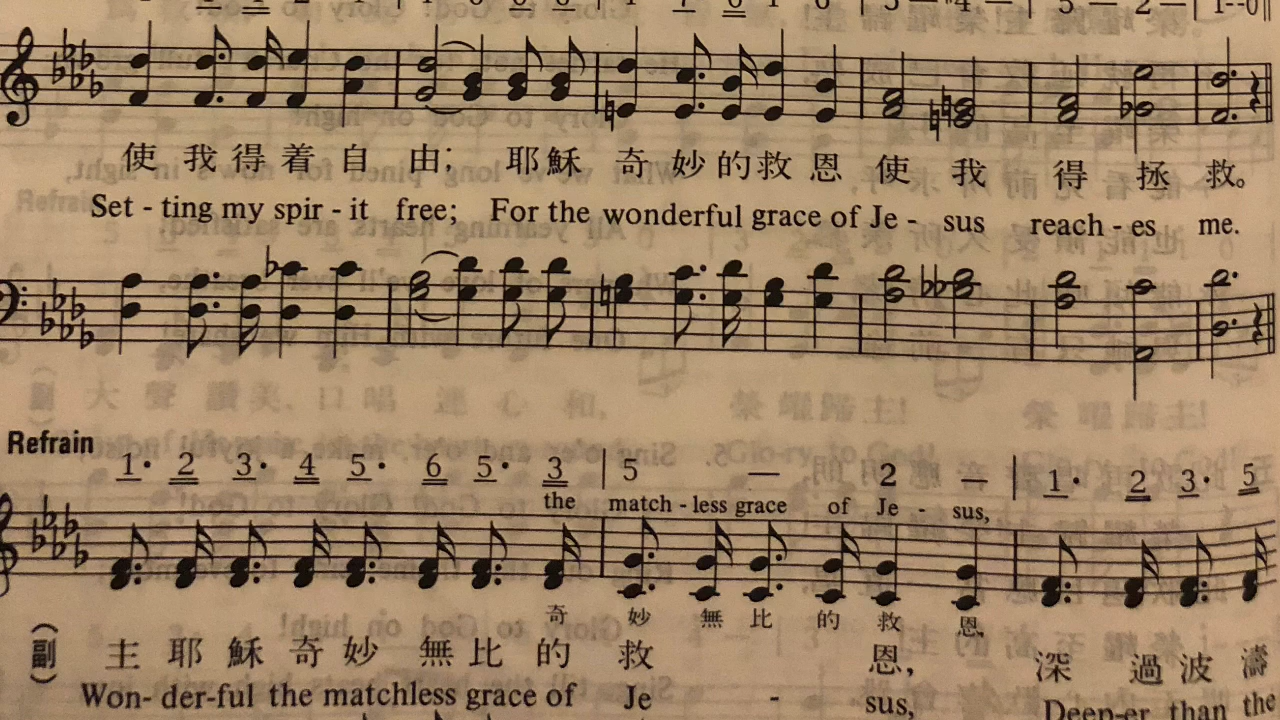 使 我 得 着 自 由； 耶穌 奇 妙 的 救 恩 使 我 得 拯 救。
Set - ting my spir - it free; For the wonderful grace of Je - sus reach - es me.
Refrain
1· 2 3· 4 5· 6 5· 3 | 5 — 2 — | 1· 2 3· 5
the match - less grace of Je - sus,
奇 妙 無 比 的 救 恩,
(副) 主 耶 穌 奇 妙 無 比 的 救 恩, 深 過 波 濤
Won- der-ful the matchless grace of Je - sus, Deep-er than the